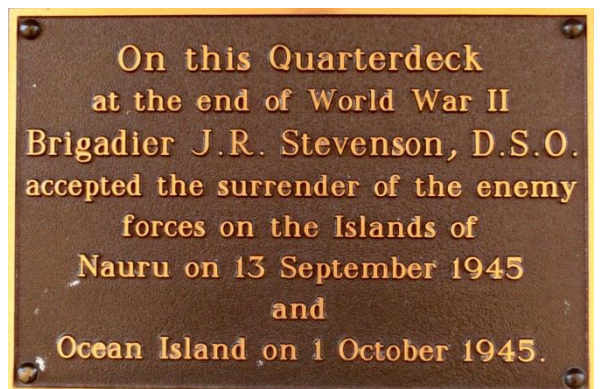 On this Quarterdeck
at the end of World War II
Brigadier J.R. Stevenson, D.S.O.
accepted the surrender of the enemy
forces on the Islands of
Nauru on 13 September 1945
and
Ocean Island on 1 October 1945.